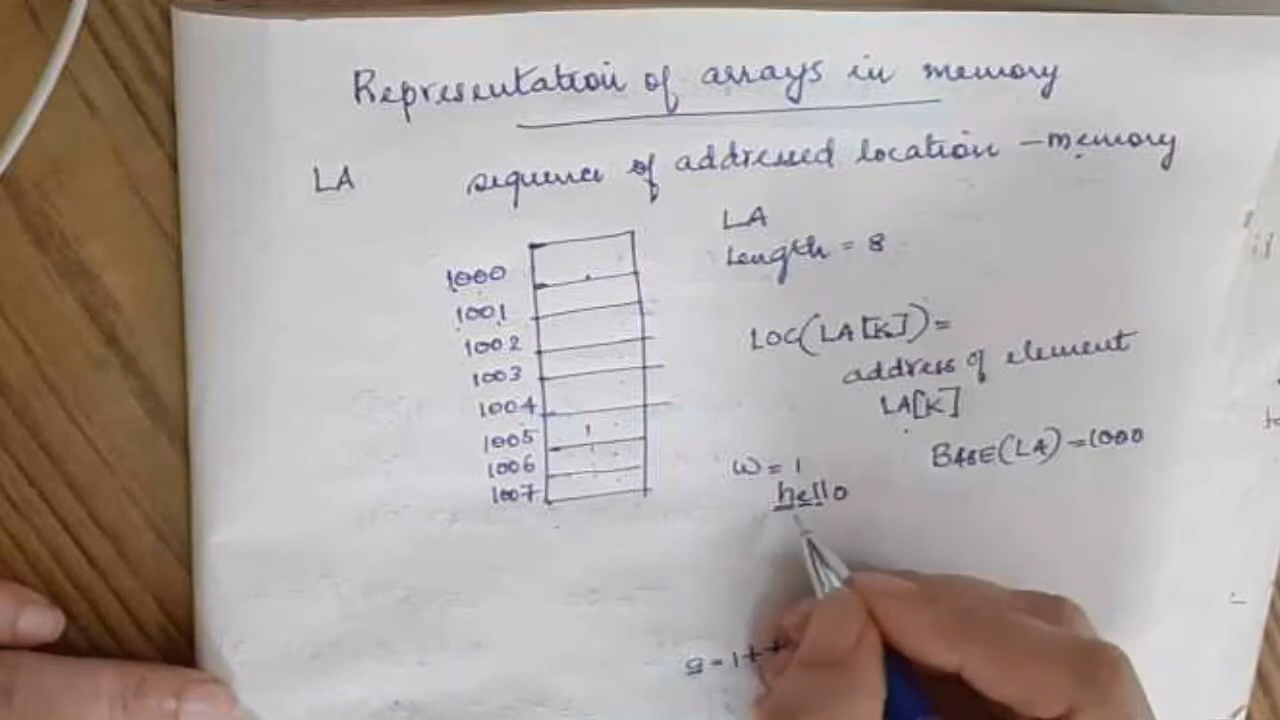 Representation of arrays in memory
LA
sequence of addressed location - memory
LA
Length = 8
1000
1001
1002
1003
1004
1005
1006
1007
LOC(LA[K]) =
address of element
LA[K]
BASE(LA) = 1000
W = 1
hello